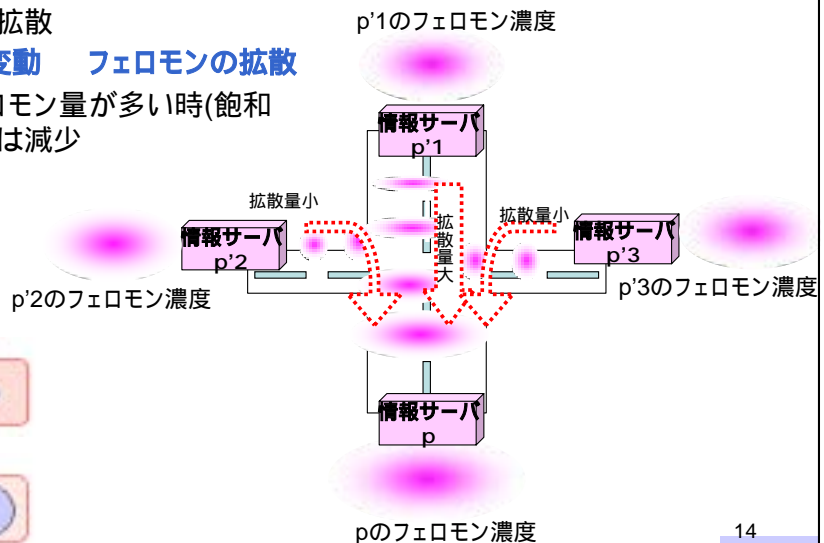 拡散
変動 フェロモンの拡散
ロモン量が多い時(飽和
は減少
p'1のフェロモン濃度
情報サーバ
p'1
拡散量小
拡散量大
拡散量小
情報サーバ
p'2
情報サーバ
p'3
p'2のフェロモン濃度
p'3のフェロモン濃度
情報サーバ
p
pのフェロモン濃度
14